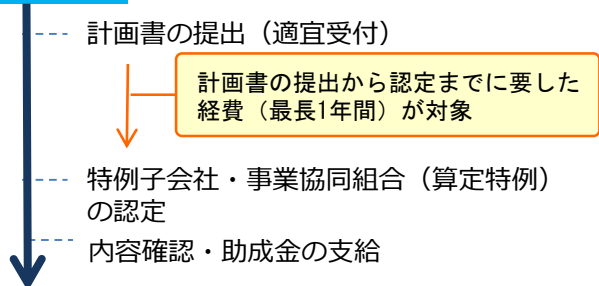 計画書の提出（適宜受付）
計画書の提出から認定までに要した
経費（最長1年間）が対象
特例子会社・事業協同組合（算定特例）
の認定
内容確認・助成金の支給